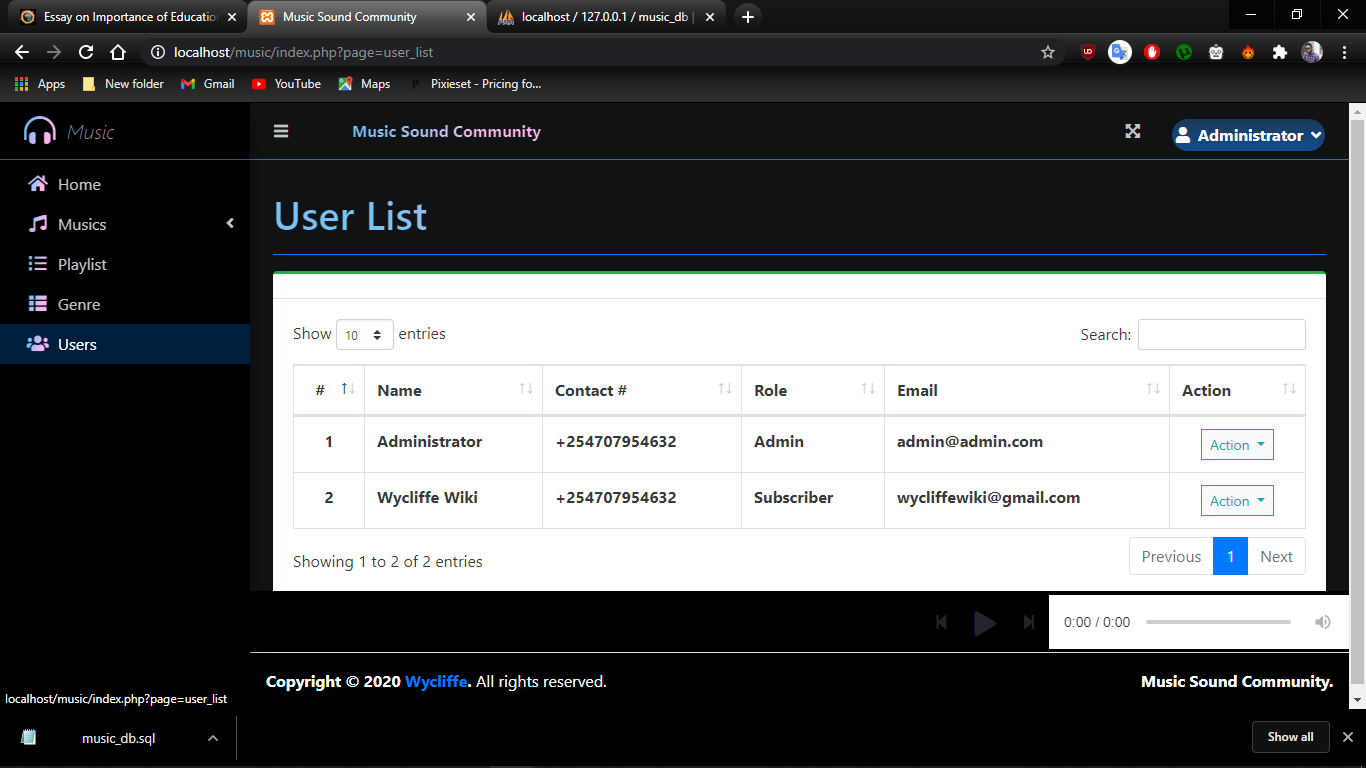 Essay on Importance of Education
Music Sound Community
localhost / 127.0.0.1 / music_db |
localhost/music/index.php?page=user_list
Apps New folder Gmail YouTube Maps Pixieset - Pricing fo...
Music
Music Sound Community
Administrator
Home
Musics
Playlist
Genre
Users
User List
Show 10 entries
Search:
# Name Contact # Role Email Action
1 Administrator +254707954632 Admin admin@admin.com Action
2 Wycliffe Wiki +254707954632 Subscriber wycliffewiki@gmail.com Action
Showing 1 to 2 of 2 entries
Previous 1 Next
0:00 / 0:00
Copyright © 2020 Wycliffe. All rights reserved.
Music Sound Community.
localhost/music/index.php?page=user_list
music_db.sql
Show all